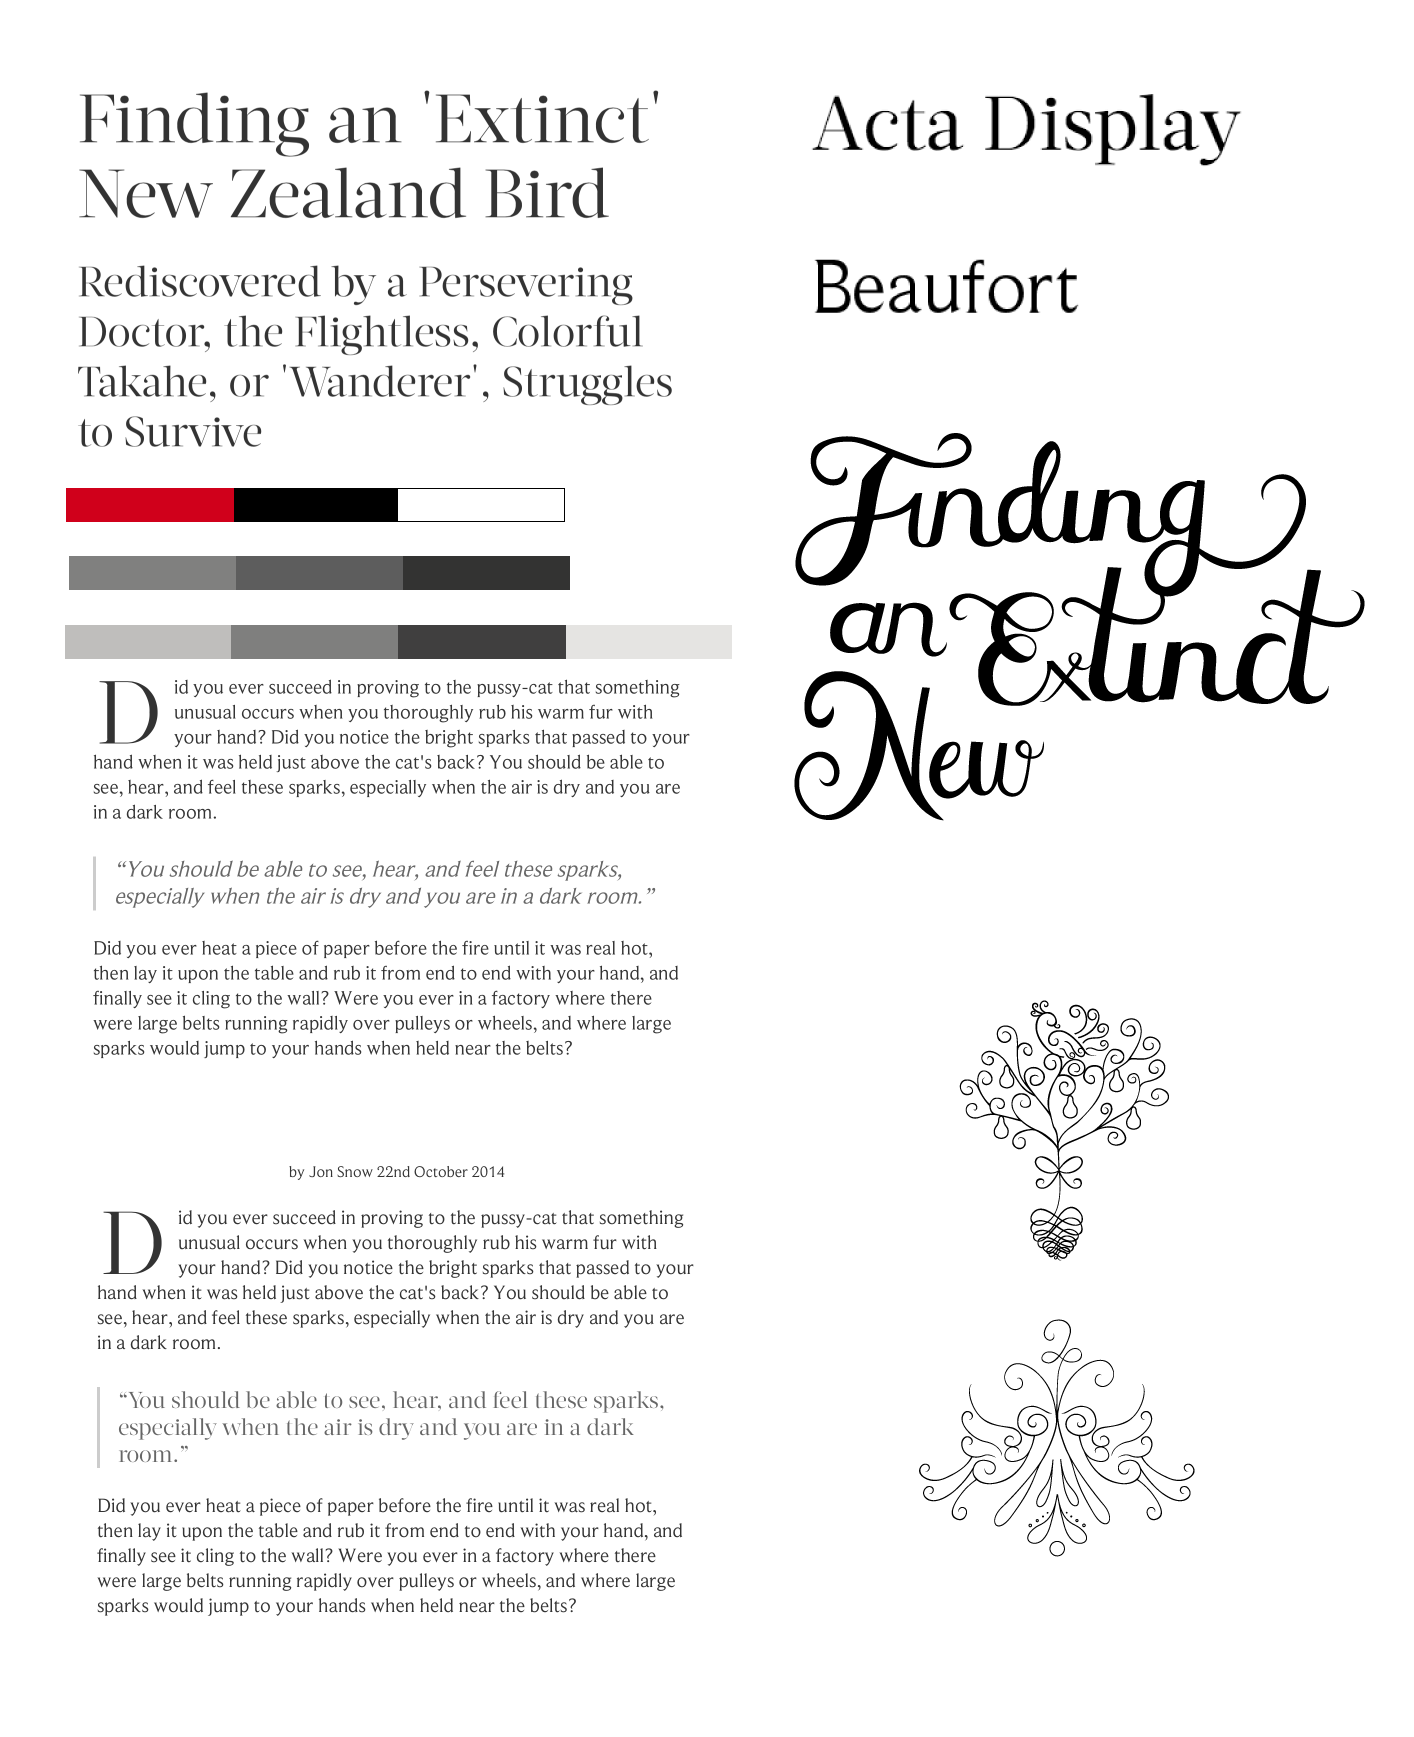 Finding an 'Extinct'
New Zealand Bird
Rediscovered by a Persevering
Doctor, the Flightless, Colorful
Takahe, or 'Wanderer', Struggles
to Survive
Did you ever succeed in proving to the pussy-cat that something
unusual occurs when you thoroughly rub his warm fur with
your hand? Did you notice the bright sparks that passed to your
hand when it was held just above the cat's back? You should be able to
see, hear, and feel these sparks, especially when the air is dry and you are
in a dark room.
“You should be able to see, hear, and feel these sparks,
especially when the air is dry and you are in a dark room.”
Did you ever heat a piece of paper before the fire until it was real hot,
then lay it upon the table and rub it from end to end with your hand, and
finally see it cling to the wall? Were you ever in a factory where there
were large belts running rapidly over pulleys or wheels, and where large
sparks would jump to your hands when held near the belts?
by Jon Snow 22nd October 2014
Did you ever succeed in proving to the pussy-cat that something
unusual occurs when you thoroughly rub his warm fur with
your hand? Did you notice the bright sparks that passed to your
hand when it was held just above the cat's back? You should be able to
see, hear, and feel these sparks, especially when the air is dry and you are
in a dark room.
“You should be able to see, hear, and feel these sparks,
especially when the air is dry and you are in a dark
room.”
Did you ever heat a piece of paper before the fire until it was real hot,
then lay it upon the table and rub it from end to end with your hand, and
finally see it cling to the wall? Were you ever in a factory where there
were large belts running rapidly over pulleys or wheels, and where large
sparks would jump to your hands when held near the belts?
Acta Display
Beaufort
Finding
an Extinct
New